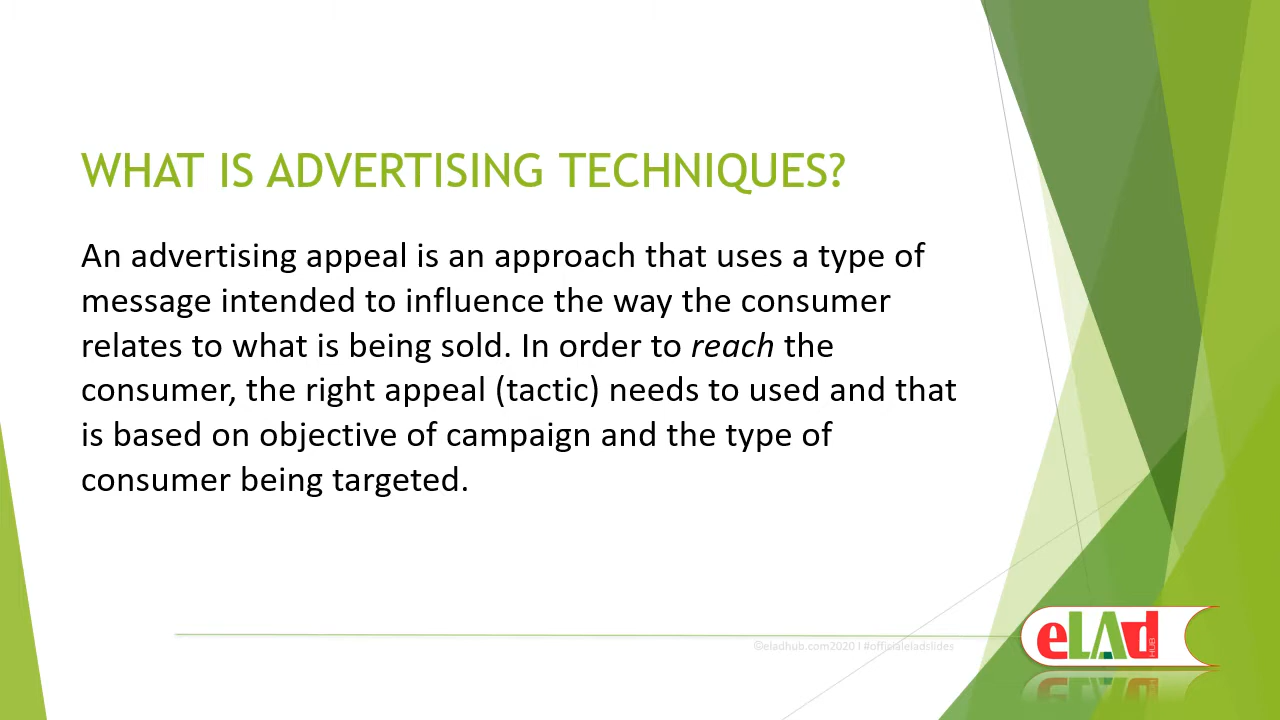 WHAT IS ADVERTISING TECHNIQUES?
An advertising appeal is an approach that uses a type of
message intended to influence the way the consumer
relates to what is being sold. In order to reach the
consumer, the right appeal (tactic) needs to used and that
is based on objective of campaign and the type of
consumer being targeted.
©eladhub.com2020 I #officialeladslides
eLAd
HUB